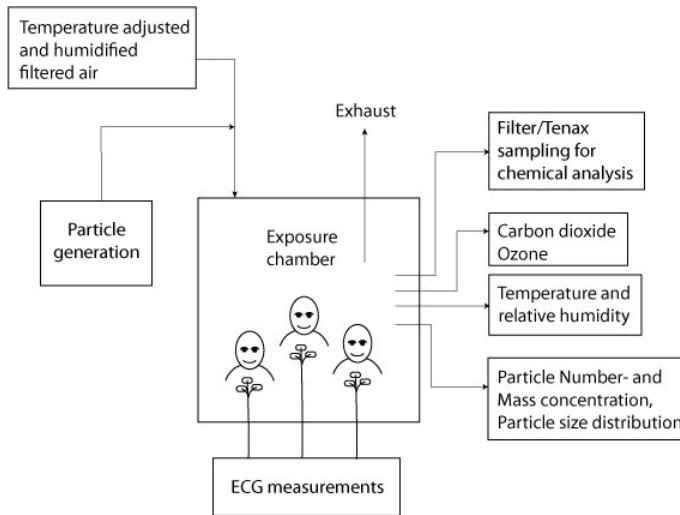 Temperature adjusted
and humidified
filtered air
Exhaust
Filter/Tenax
sampling for
chemical analysis
Particle
generation
Exposure
chamber
Carbon dioxide
Ozone
Temperature and
relative humidity
Particle Number- and
Mass concentration,
Particle size distribution
ECG measurements